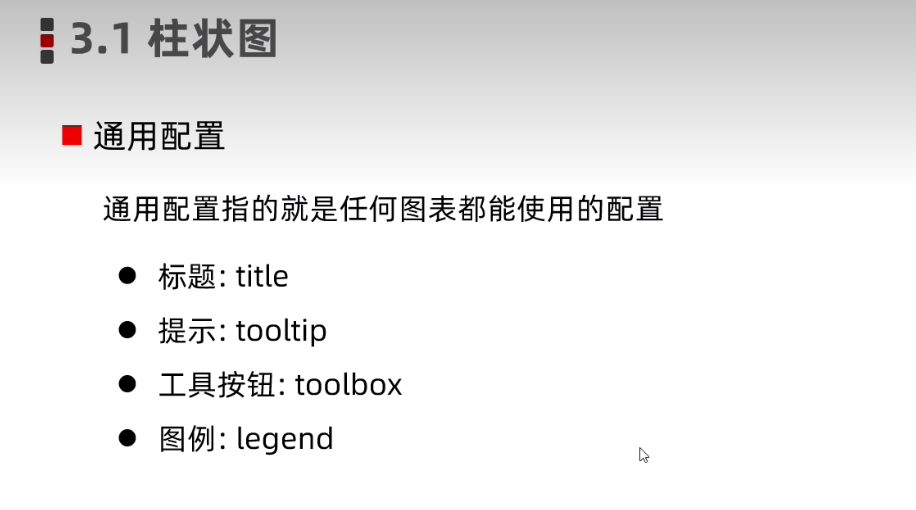 3.1 柱状图
通用配置
通用配置指的就是任何图表都能使用的配置
标题: title
提示: tooltip
工具按钮: toolbox
图例: legend